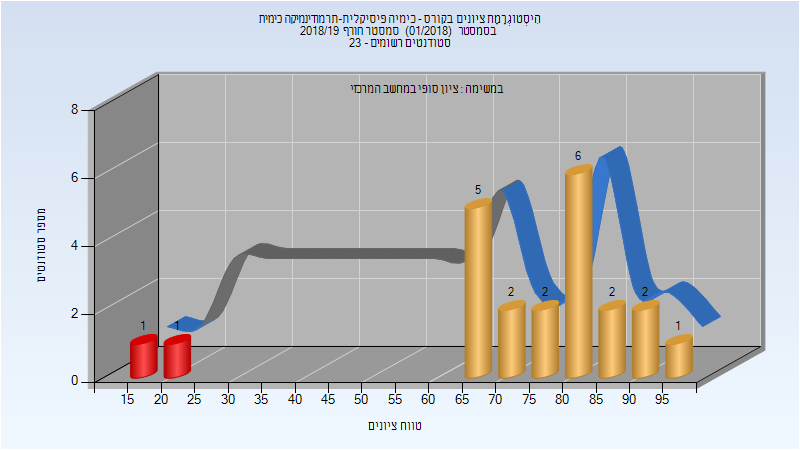 הִיסְטוֹגְרָמַת ציונים בקורס - כימיה פיסיקלית-תרמודינמיקה כימית
בסמסטר (01/2018) סמסטר חורף 2018/19
סטודנטים רשומים - 23
במשימה : ציון סופי במחשב המרכזי
מספר סטודנטים
8
6
4
2
0
1
1
5
2
2
6
2
2
1
15 20 25 30 35 40 45 50 55 60 65 70 75 80 85 90 95
טווח ציונים